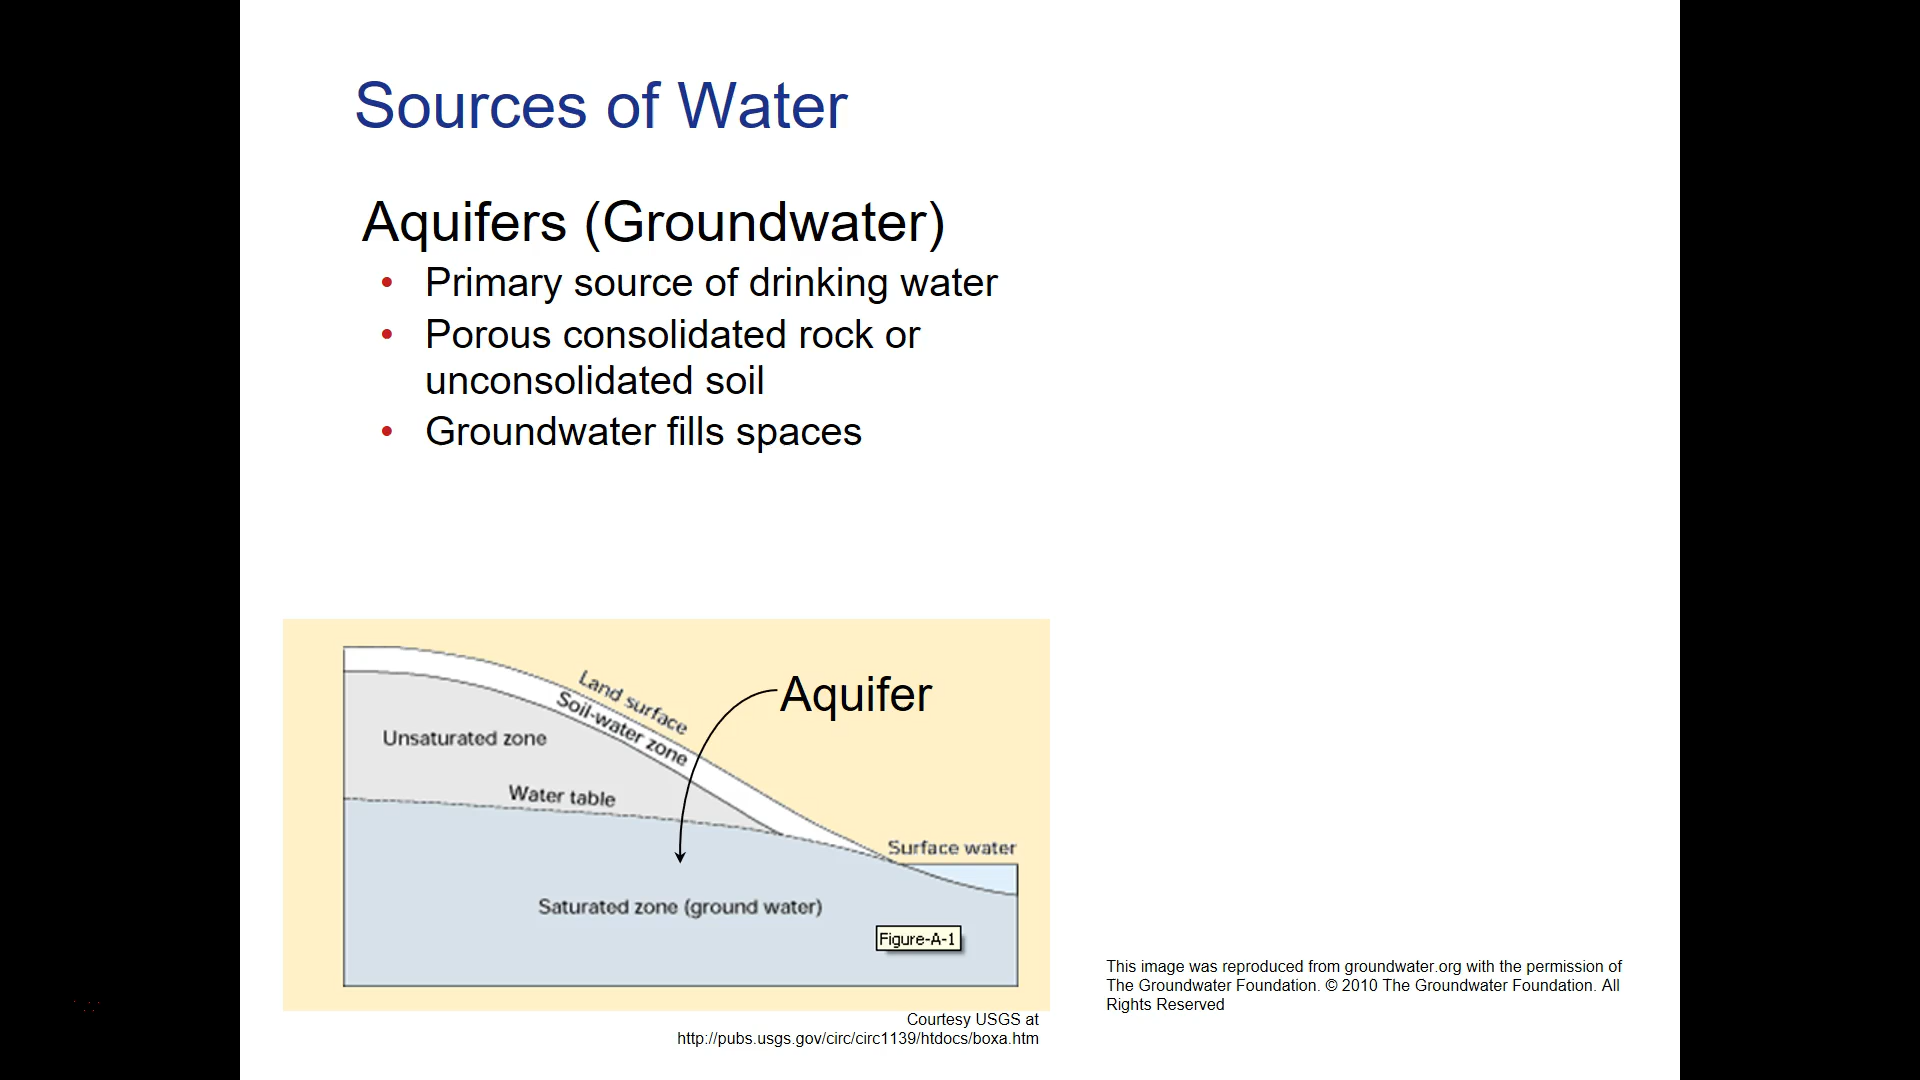 Sources of Water
Aquifers (Groundwater)
• Primary source of drinking water
• Porous consolidated rock or
unconsolidated soil
• Groundwater fills spaces
Land surface
Soil-water zone
Aquifer
Unsaturated zone
Water table
Surface water
Saturated zone (ground water)
Figure-A-1
This image was reproduced from groundwater.org with the permission of
The Groundwater Foundation. © 2010 The Groundwater Foundation. All
Rights Reserved
Courtesy USGS at
http://pubs.usgs.gov/circ/circ1139/htdocs/boxa.htm